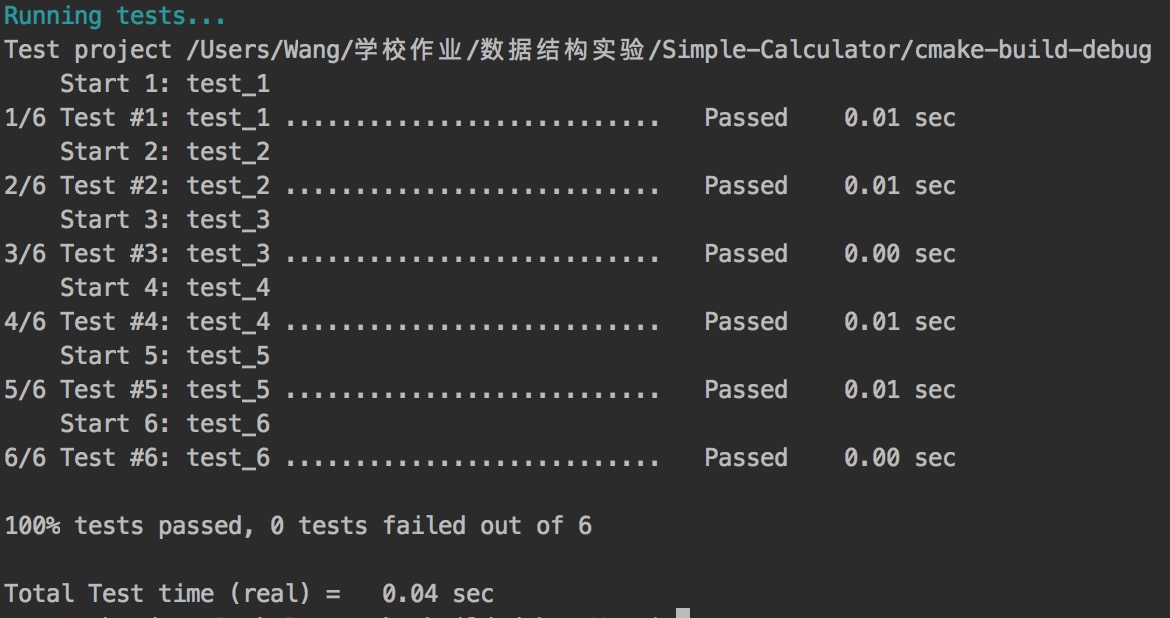 Running tests...
Test project /Users/Wang/学校作业/数据结构实验/Simple-Calculator/cmake-build-debug
    Start 1: test_1
1/6 Test #1: test_1 ...........................   Passed    0.01 sec
    Start 2: test_2
2/6 Test #2: test_2 ...........................   Passed    0.01 sec
    Start 3: test_3
3/6 Test #3: test_3 ...........................   Passed    0.00 sec
    Start 4: test_4
4/6 Test #4: test_4 ...........................   Passed    0.01 sec
    Start 5: test_5
5/6 Test #5: test_5 ...........................   Passed    0.01 sec
    Start 6: test_6
6/6 Test #6: test_6 ...........................   Passed    0.00 sec
100% tests passed, 0 tests failed out of 6
Total Test time (real) =   0.04 sec